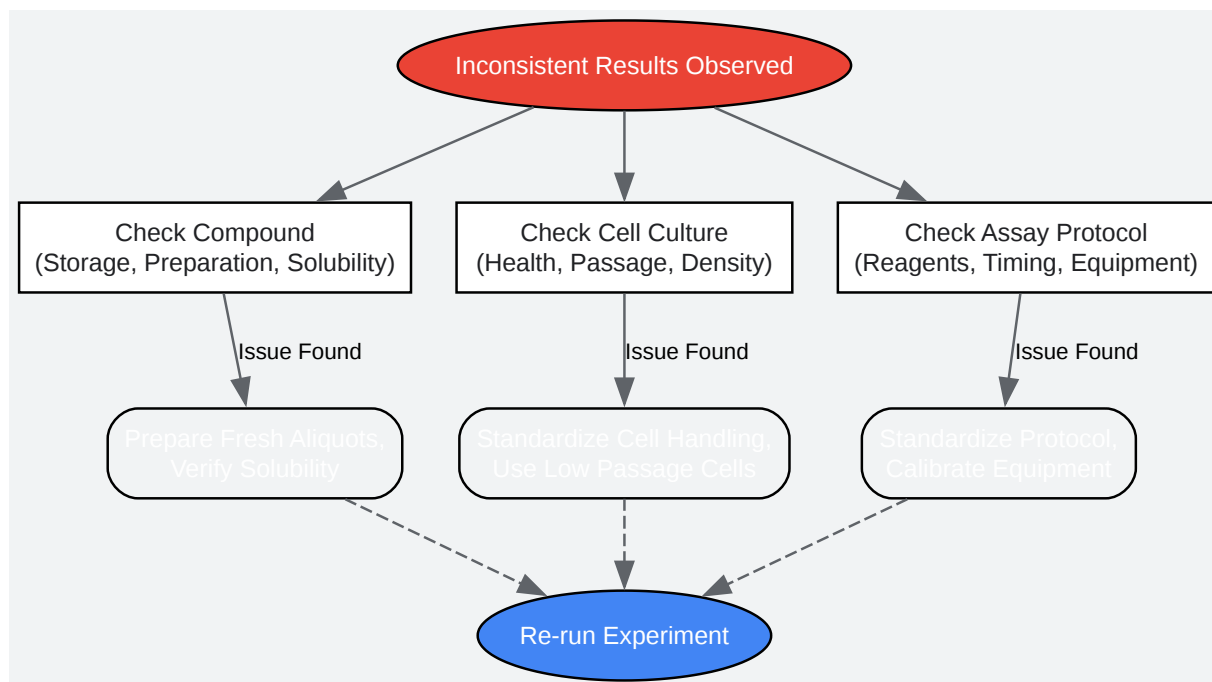 Inconsistent Results Observed
Check Compound
(Storage, Preparation, Solubility)
Check Cell Culture
(Health, Passage, Density)
Check Assay Protocol
(Reagents, Timing, Equipment)
Issue Found
Issue Found
Issue Found
Prepare Fresh Aliquots,
Verify Solubility
Standardize Cell Handling,
Use Low Passage Cells
Standardize Protocol,
Calibrate Equipment
Re-run Experiment